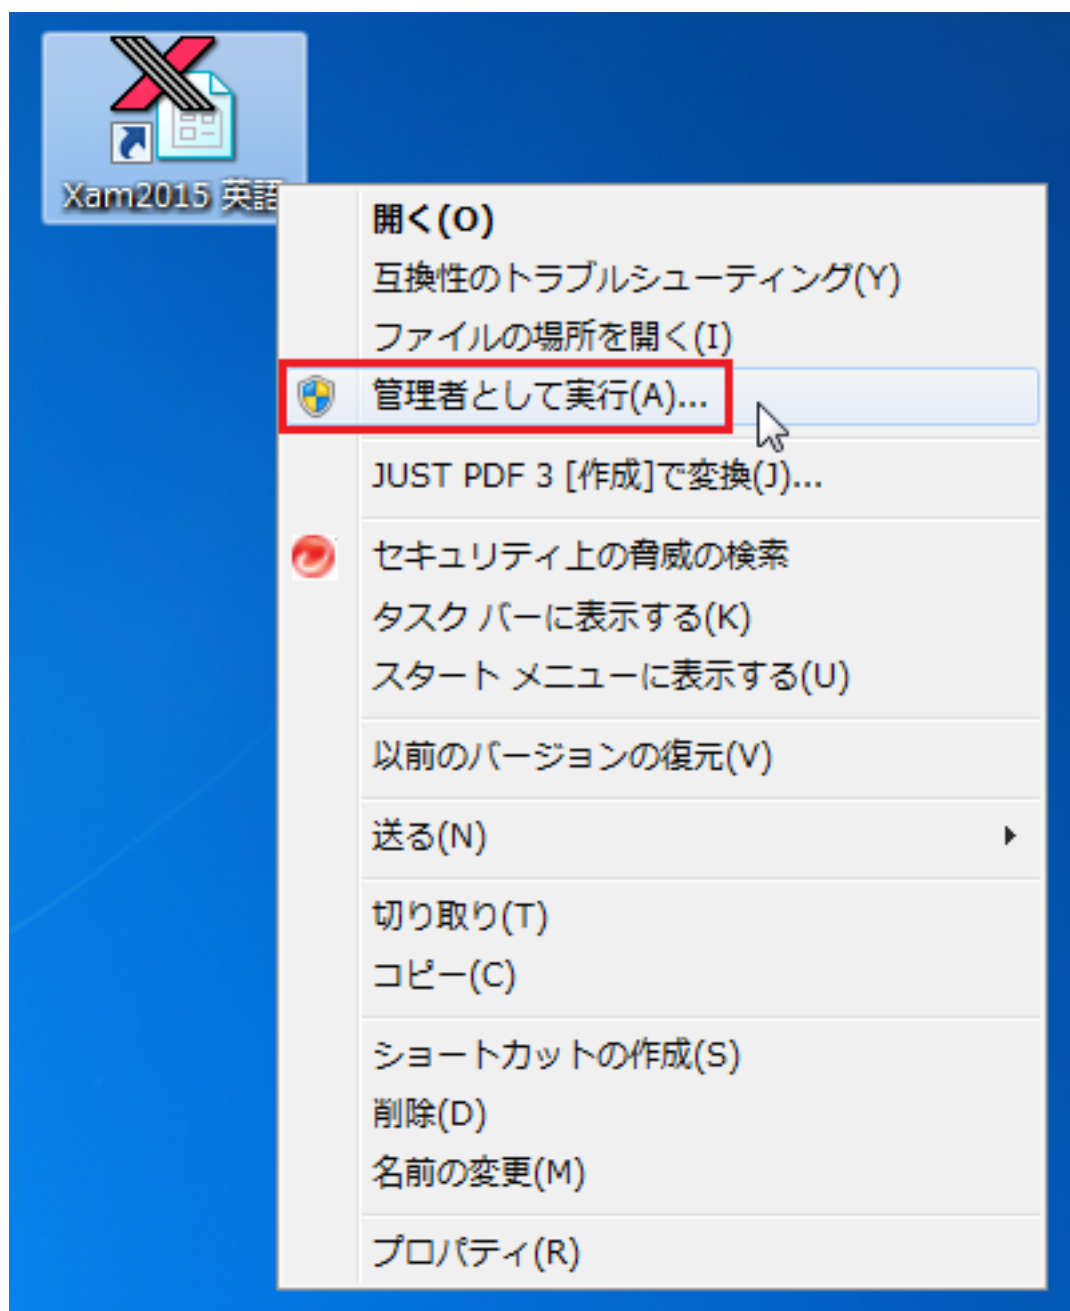 Xam2015 英語
開く(O)
互換性のトラブルシューティング(Y)
ファイルの場所を開く(I)
管理者として実行(A)...
JUST PDF 3 [作成]で変換(J)...
セキュリティ上の脅威の検索
タスク バーに表示する(K)
スタート メニューに表示する(U)
以前のバージョンの復元(V)
送る(N)
切り取り(T)
コピー(C)
ショートカットの作成(S)
削除(D)
名前の変更(M)
プロパティ(R)